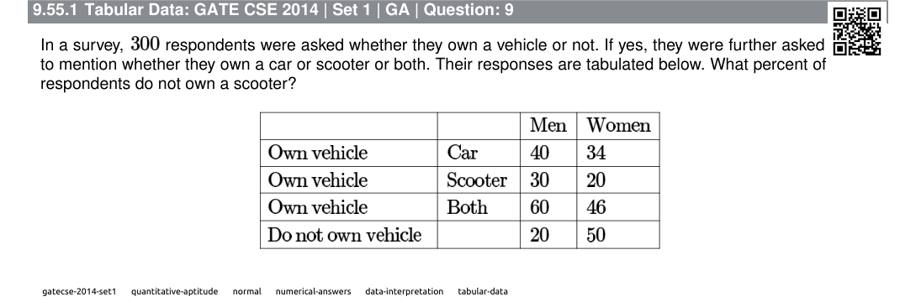 9.55.1 Tabular Data: GATE CSE 2014 | Set 1 | GA | Question: 9
In a survey, 300 respondents were asked whether they own a vehicle or not. If yes, they were further asked
to mention whether they own a car or scooter or both. Their responses are tabulated below. What percent of
respondents do not own a scooter?
Men Women
Own vehicle Car 40 34
Own vehicle Scooter 30 20
Own vehicle Both 60 46
Do not own vehicle 20 50
gatecse-2014-set1 quantitative-aptitude normal numerical-answers data-interpretation tabular-data